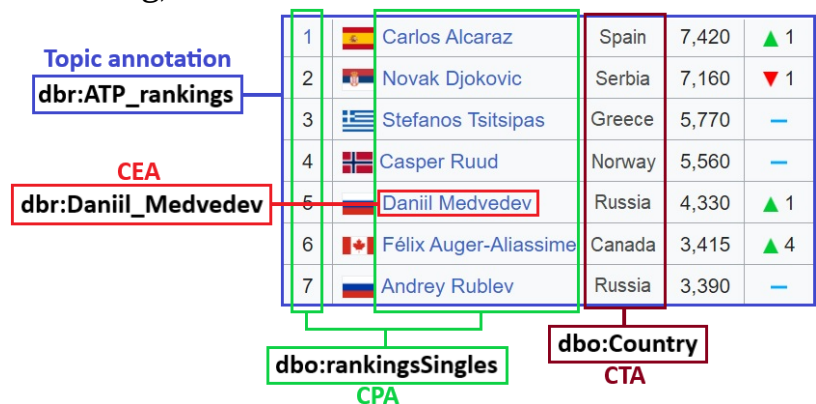 1 Carlos Alcaraz Spain 7,420 ▲ 1
Topic annotation
dbr:ATP_rankings
2 Novak Djokovic Serbia 7,160 ▼ 1
3 Stefanos Tsitsipas Greece 5,770 –
4 Casper Ruud Norway 5,560 –
CEA
dbr:Daniil_Medvedev
5 Daniil Medvedev Russia 4,330 ▲ 1
6 Félix Auger-Aliassime Canada 3,415 ▲ 4
7 Andrey Rublev Russia 3,390 –
dbo:rankingsSingles
CPA
dbo:Country
CTA